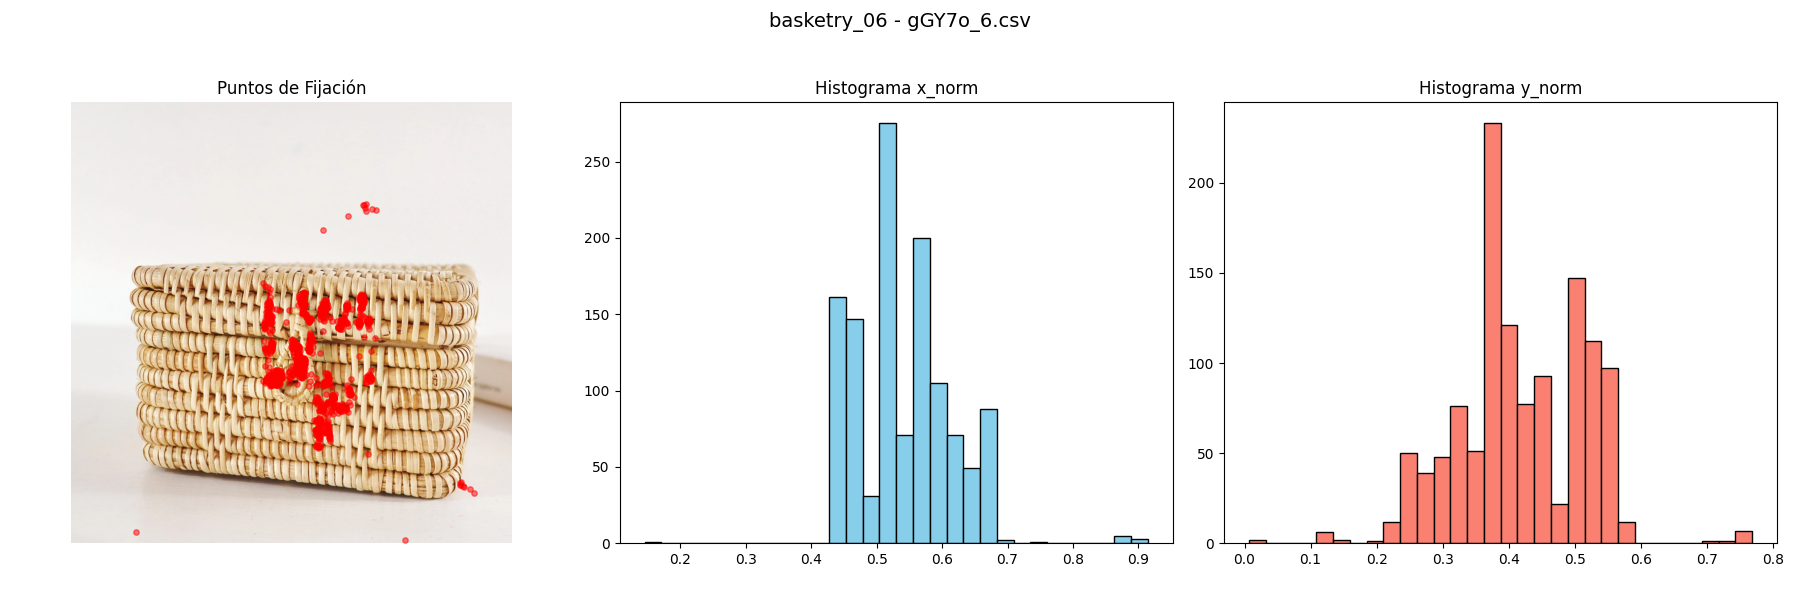 basketry_06 - gGY7o_6.csv
Puntos de Fijación
Histograma x_norm
250
200
150
100
50
0
0.2 0.3 0.4 0.5 0.6 0.7 0.8 0.9
Histograma y_norm
200
150
100
50
0
0.0 0.1 0.2 0.3 0.4 0.5 0.6 0.7 0.8